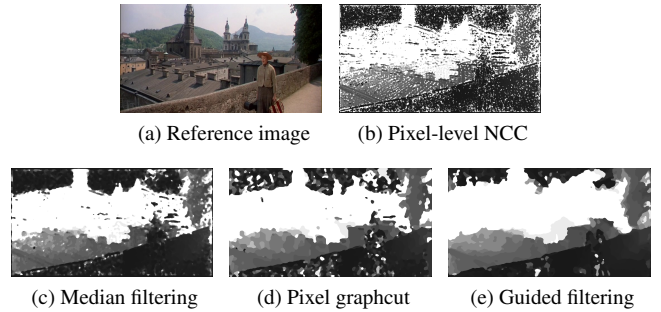 (a) Reference image
(b) Pixel-level NCC
(c) Median filtering
(d) Pixel graphcut
(e) Guided filtering